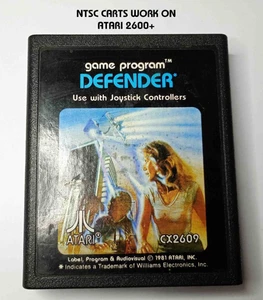 NTSC CARTS WORK ON
ATARI 2600+
game program™
DEFENDER*
Use with Joystick Controllers
ATARI®
CX2609
Label, Program & Audiovisual © 1981 ATARI, INC.
* Indicates a Trademark of Williams Electronics, Inc.